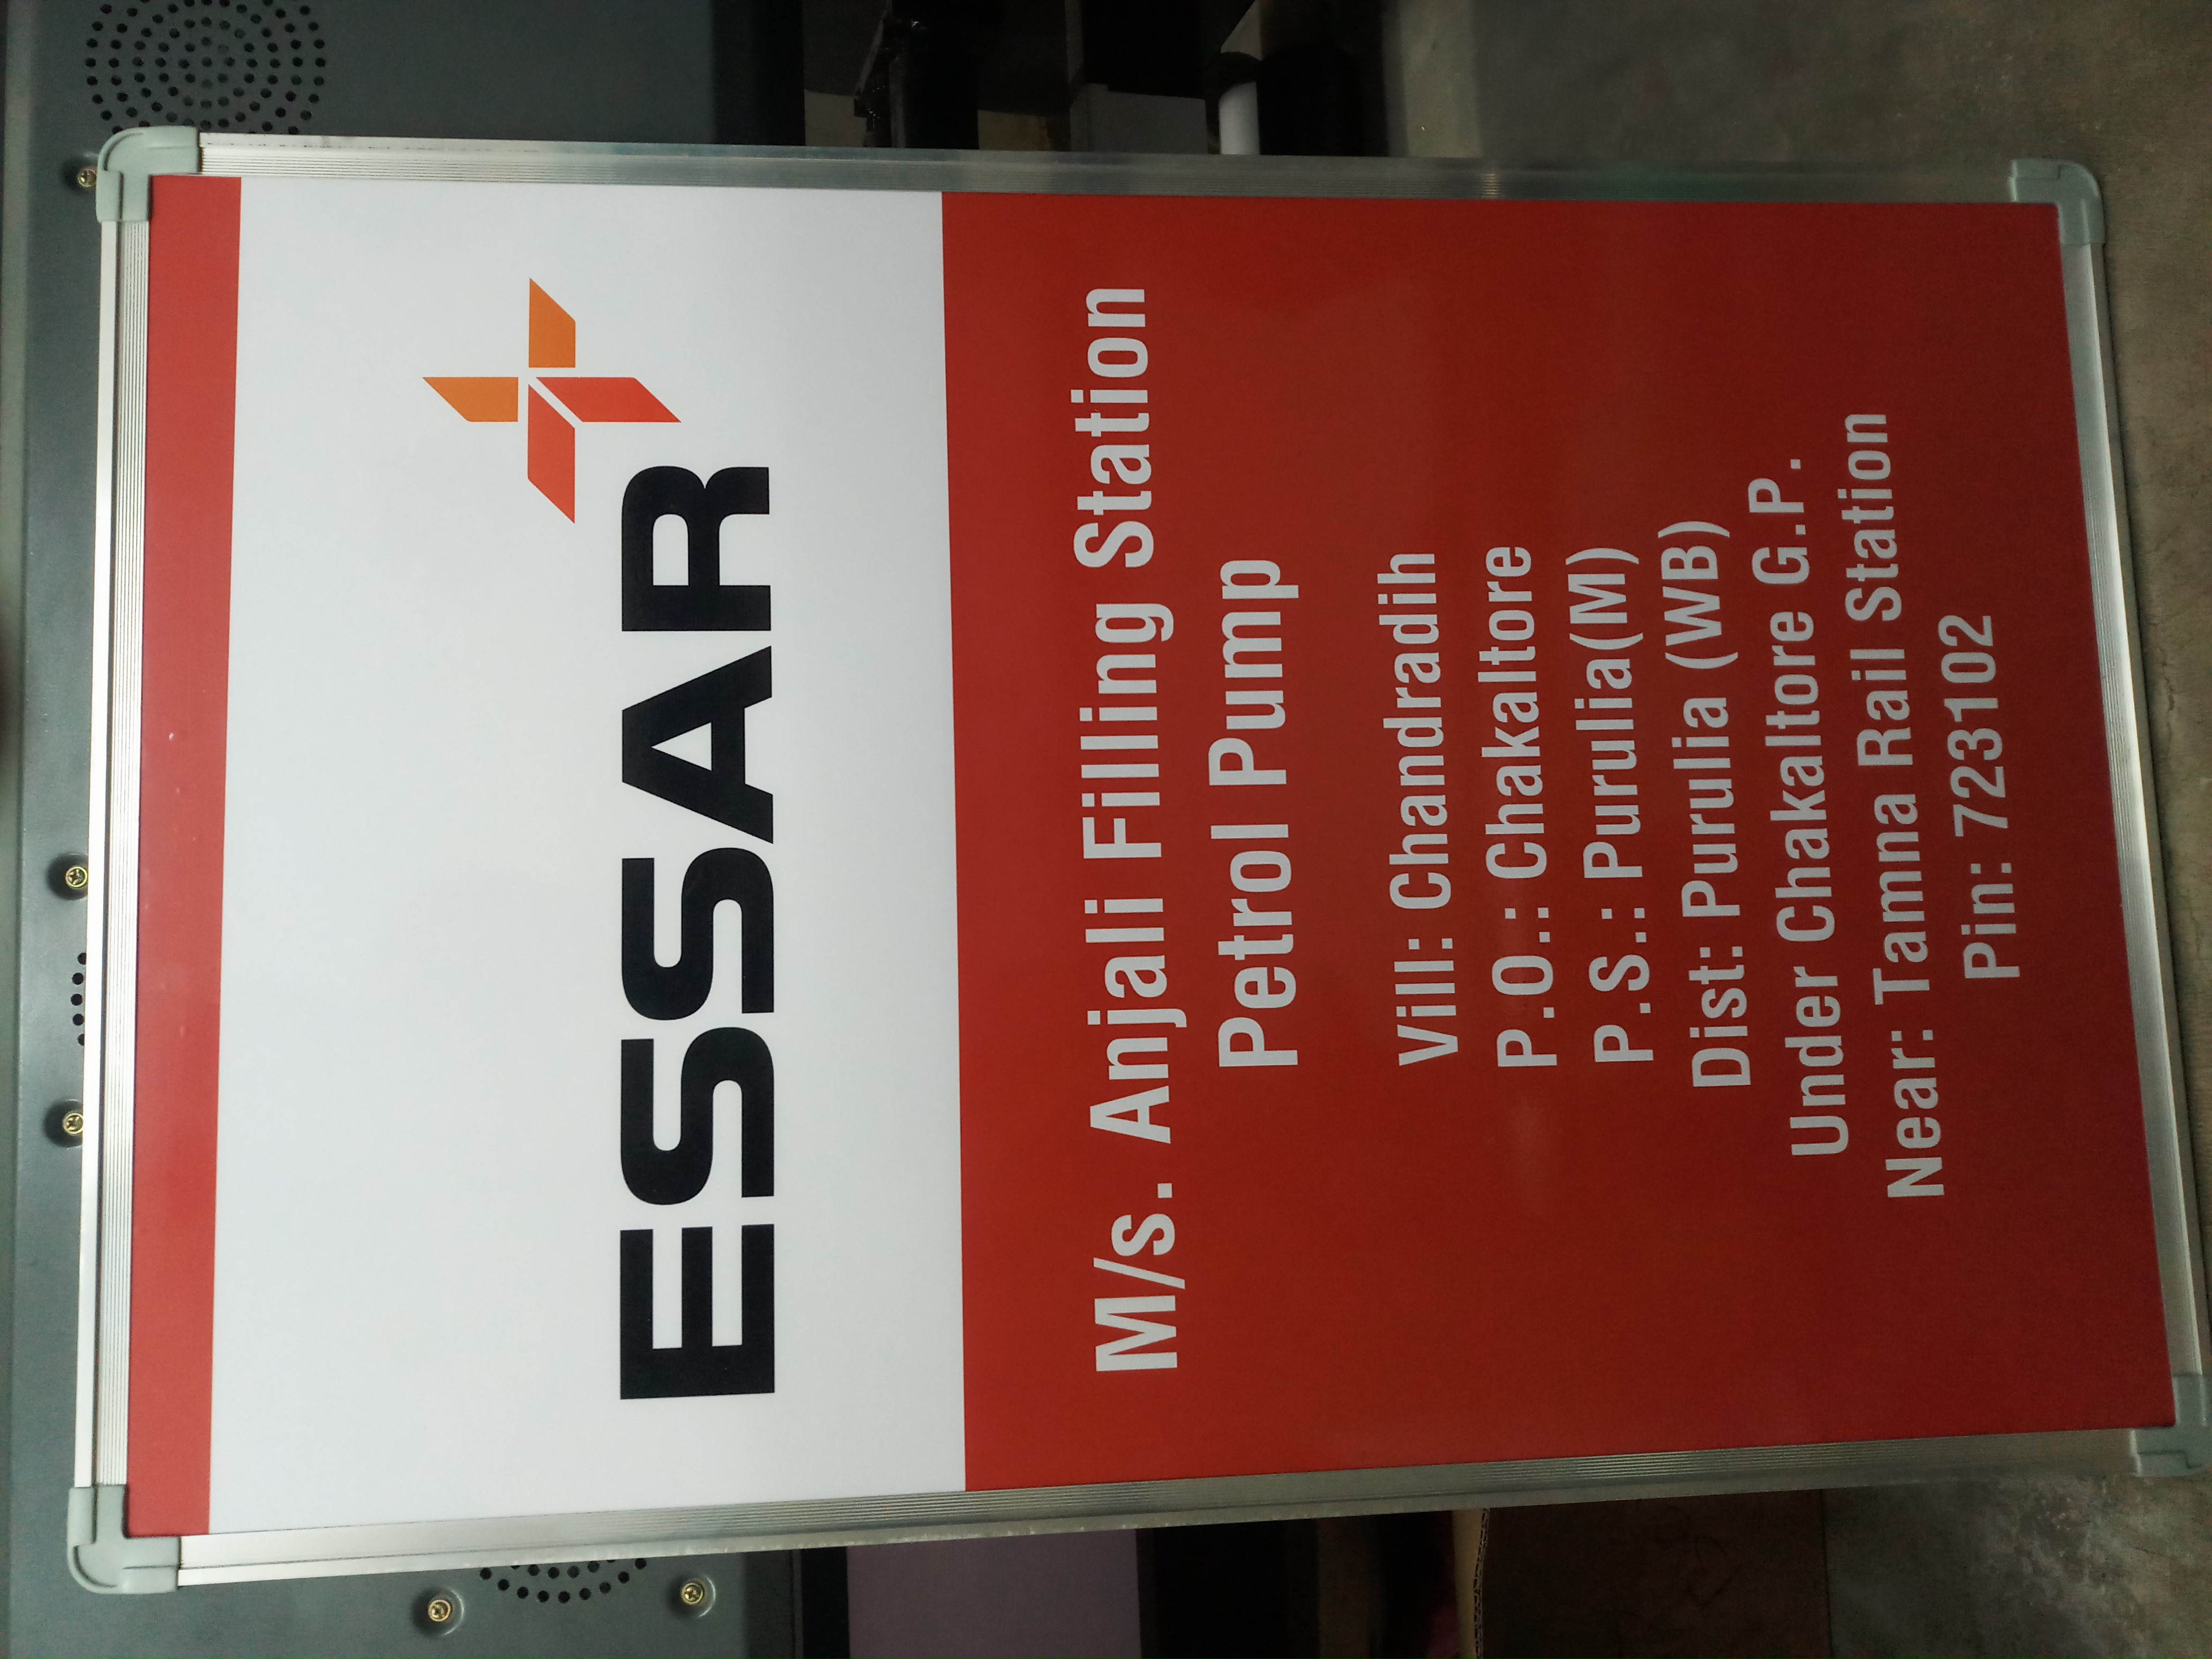 ESSAR
M/s. Anjali Filling Station
Petrol Pump
Vill: Chandradih
P.O.: Chakaltore
P.S.: Purulia(M)
Dist: Purulia (WB)
Under Chakaltore G.P.
Near: Tamna Rail Station
Pin: 723102